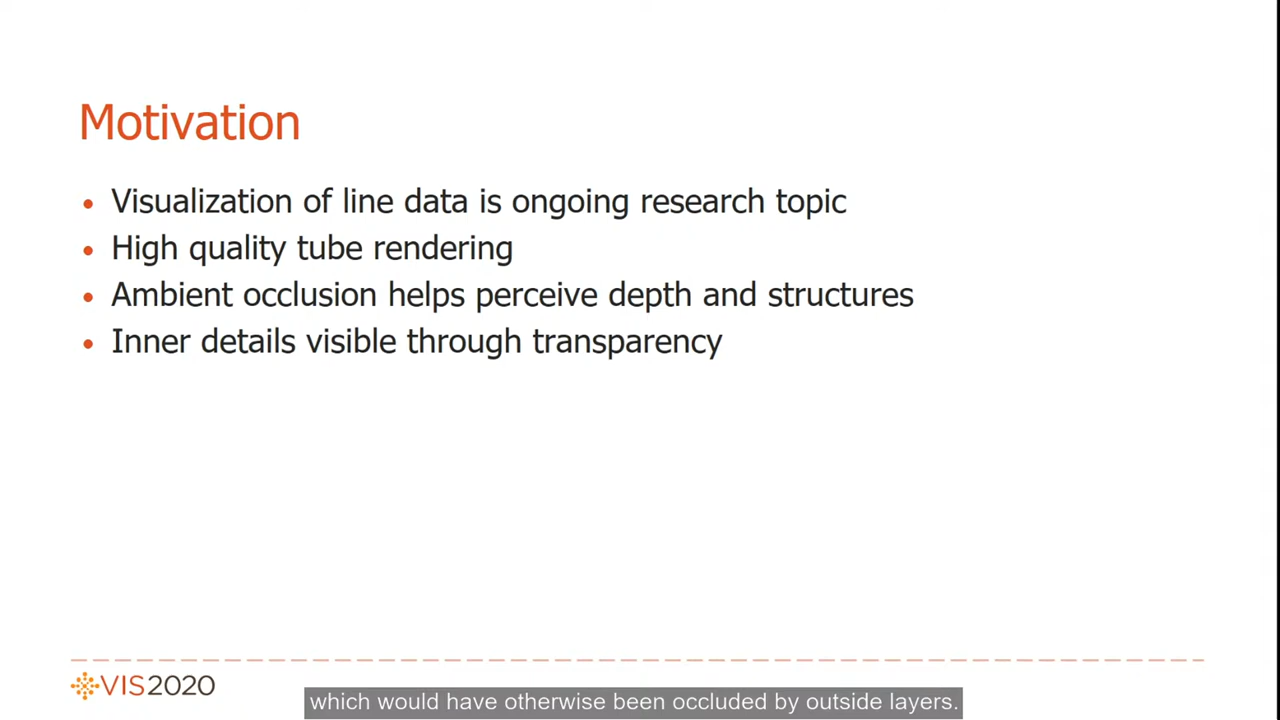 Motivation
• Visualization of line data is ongoing research topic
• High quality tube rendering
• Ambient occlusion helps perceive depth and structures
• Inner details visible through transparency
VIS2020
which would have otherwise been occluded by outside layers.